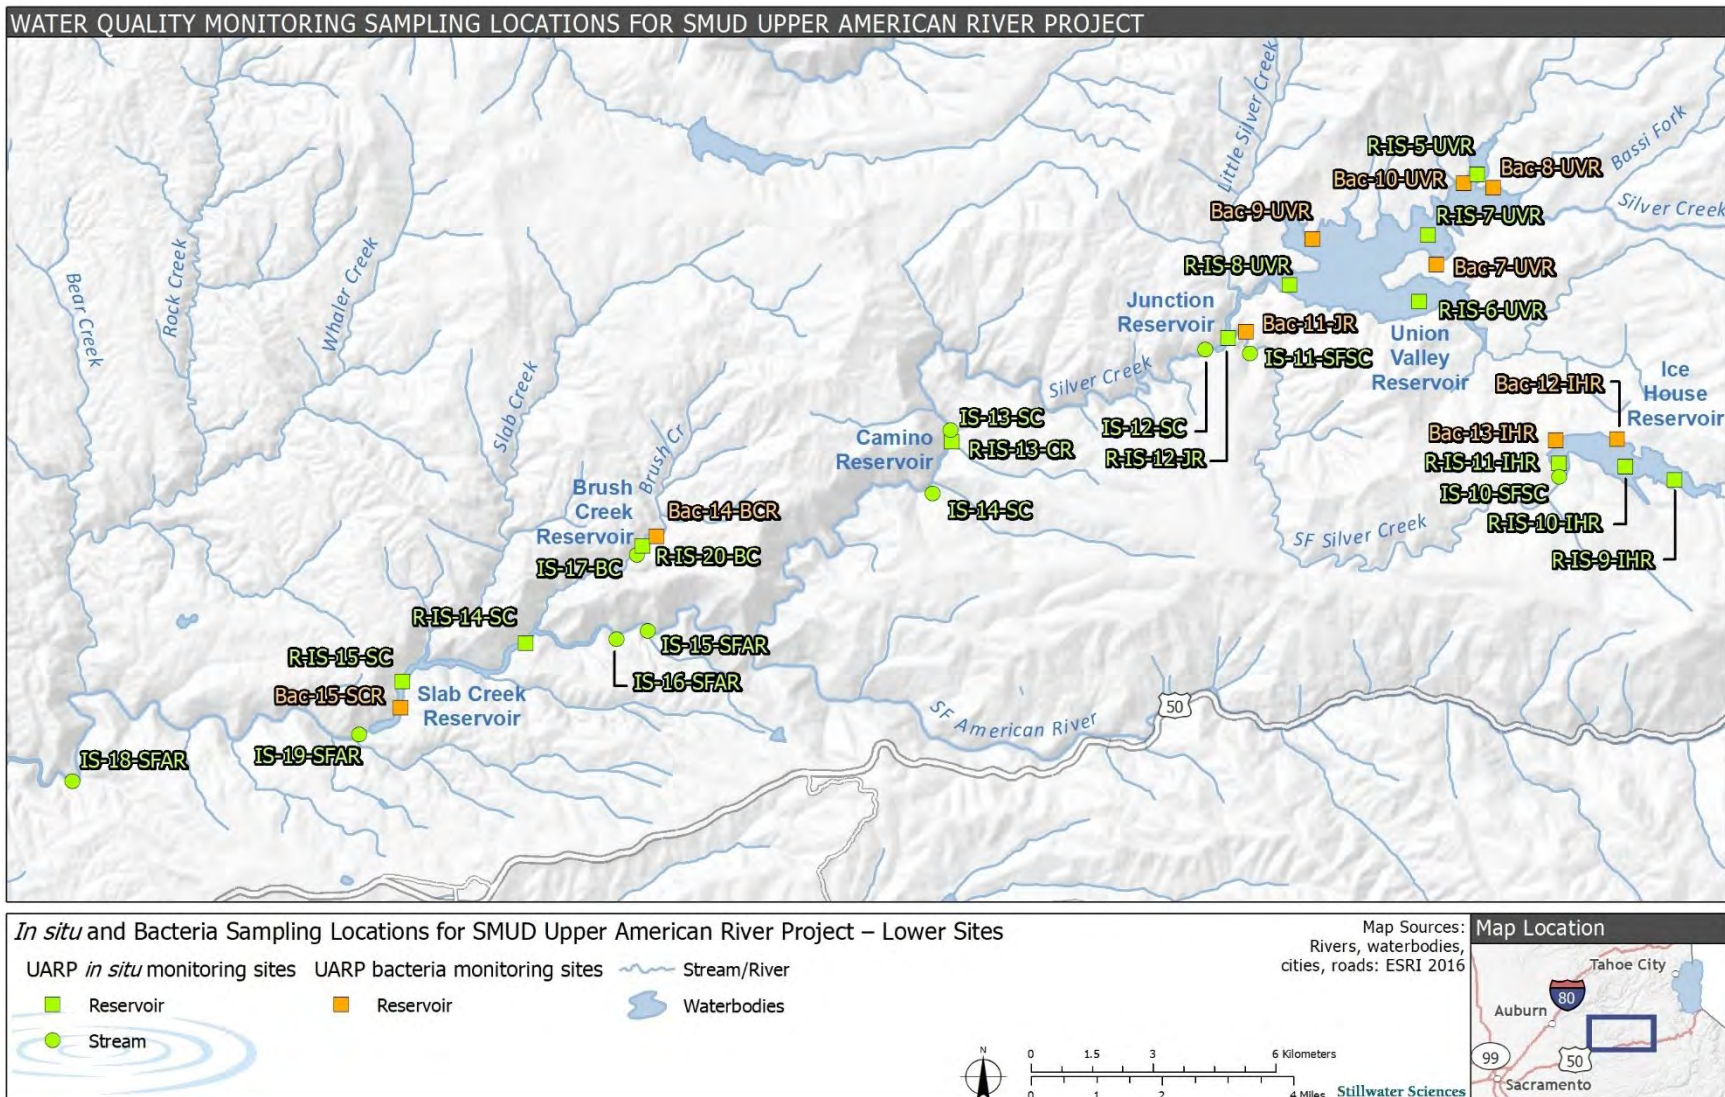 WATER QUALITY MONITORING SAMPLING LOCATIONS FOR SMUD UPPER AMERICAN RIVER PROJECT
Little Silver Creek
Bassi Fork
R-IS-5-UVR
Bac-8-UVR
Bac-10-UVR
Silver Creek
Bac-9-UVR
R-IS-7-UVR
Rock Creek
Whaler Creek
Bear Creek
R-IS-8-UVR
Bac-7-UVR
Junction
Reservoir
R-IS-6-UVR
Bac-11-JR
IS-11-SFSC
Union
Valley
Reservoir
Ice
House
Reservoir
Slab Creek
Silver Creek
Bac-12-IHR
IS-13-SC
IS-12-SC
R-IS-12-JR
Camino
Reservoir
R-IS-13-CR
Bac-13-IHR
R-IS-11-IHR
IS-10-SFSC
R-IS-10-IHR
R-IS-9-IHR
Brush Cr
Brush
Creek
Reservoir
Bac-14-BCR
IS-14-SC
SF Silver Creek
IS-17-BC
R-IS-20-BC
R-IS-14-SC
IS-15-SFAR
IS-16-SFAR
R-IS-15-SC
Bac-15-SCR
Slab Creek
Reservoir
SF American River
50
IS-19-SFAR
IS-18-SFAR
In situ and Bacteria Sampling Locations for SMUD Upper American River Project – Lower Sites
UARP in situ monitoring sites
Reservoir
Stream
UARP bacteria monitoring sites
Reservoir
Stream/River
Waterbodies
Map Sources:
Rivers, waterbodies,
cities, roads: ESRI 2016
N
0 1.5 3 6 Kilometers
0 1 2 4 Miles
Stillwater Sciences
Map Location
Tahoe City
80
Auburn
50
99
Sacramento